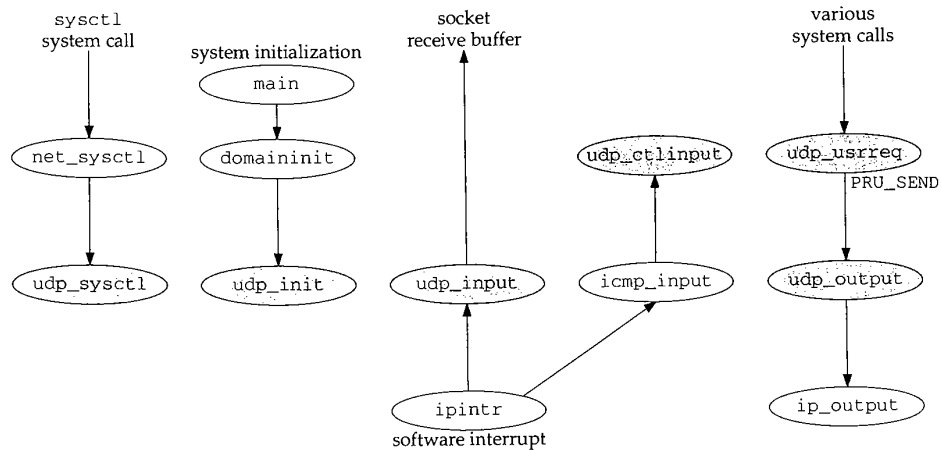 sysctl
system call
system initialization
socket
receive buffer
various
system calls
main
net_sysctl
domaininit
udp_ctlinput
udp_usrreq
PRU_SEND
udp_sysctl
udp_init
udp_input
icmp_input
udp_output
ipintr
software interrupt
ip_output